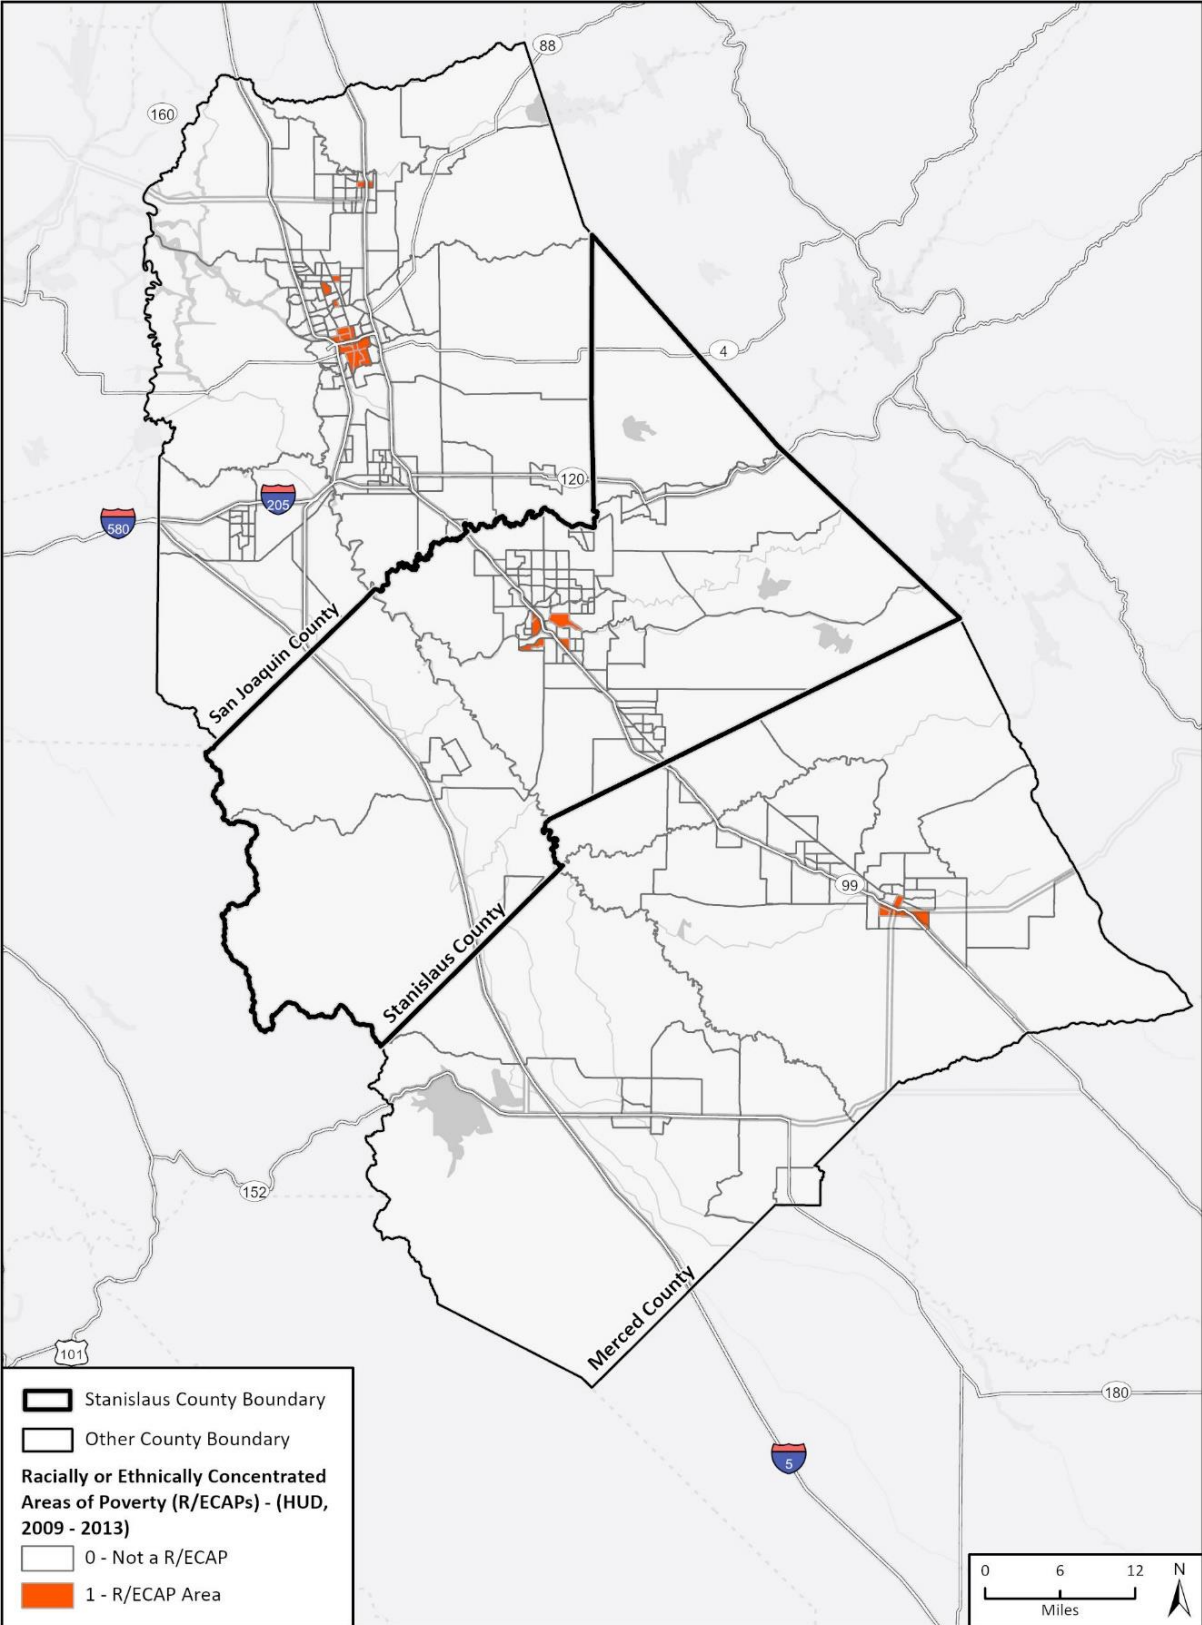 88
160
4
120
205
580
San Joaquin County
99
Stanislaus County
152
Merced County
101
180
5
Stanislaus County Boundary
Other County Boundary
Racially or Ethnically Concentrated
Areas of Poverty (R/ECAPs) - (HUD,
2009 - 2013)
0 - Not a R/ECAP
1 - R/ECAP Area
0 6 12
Miles
N